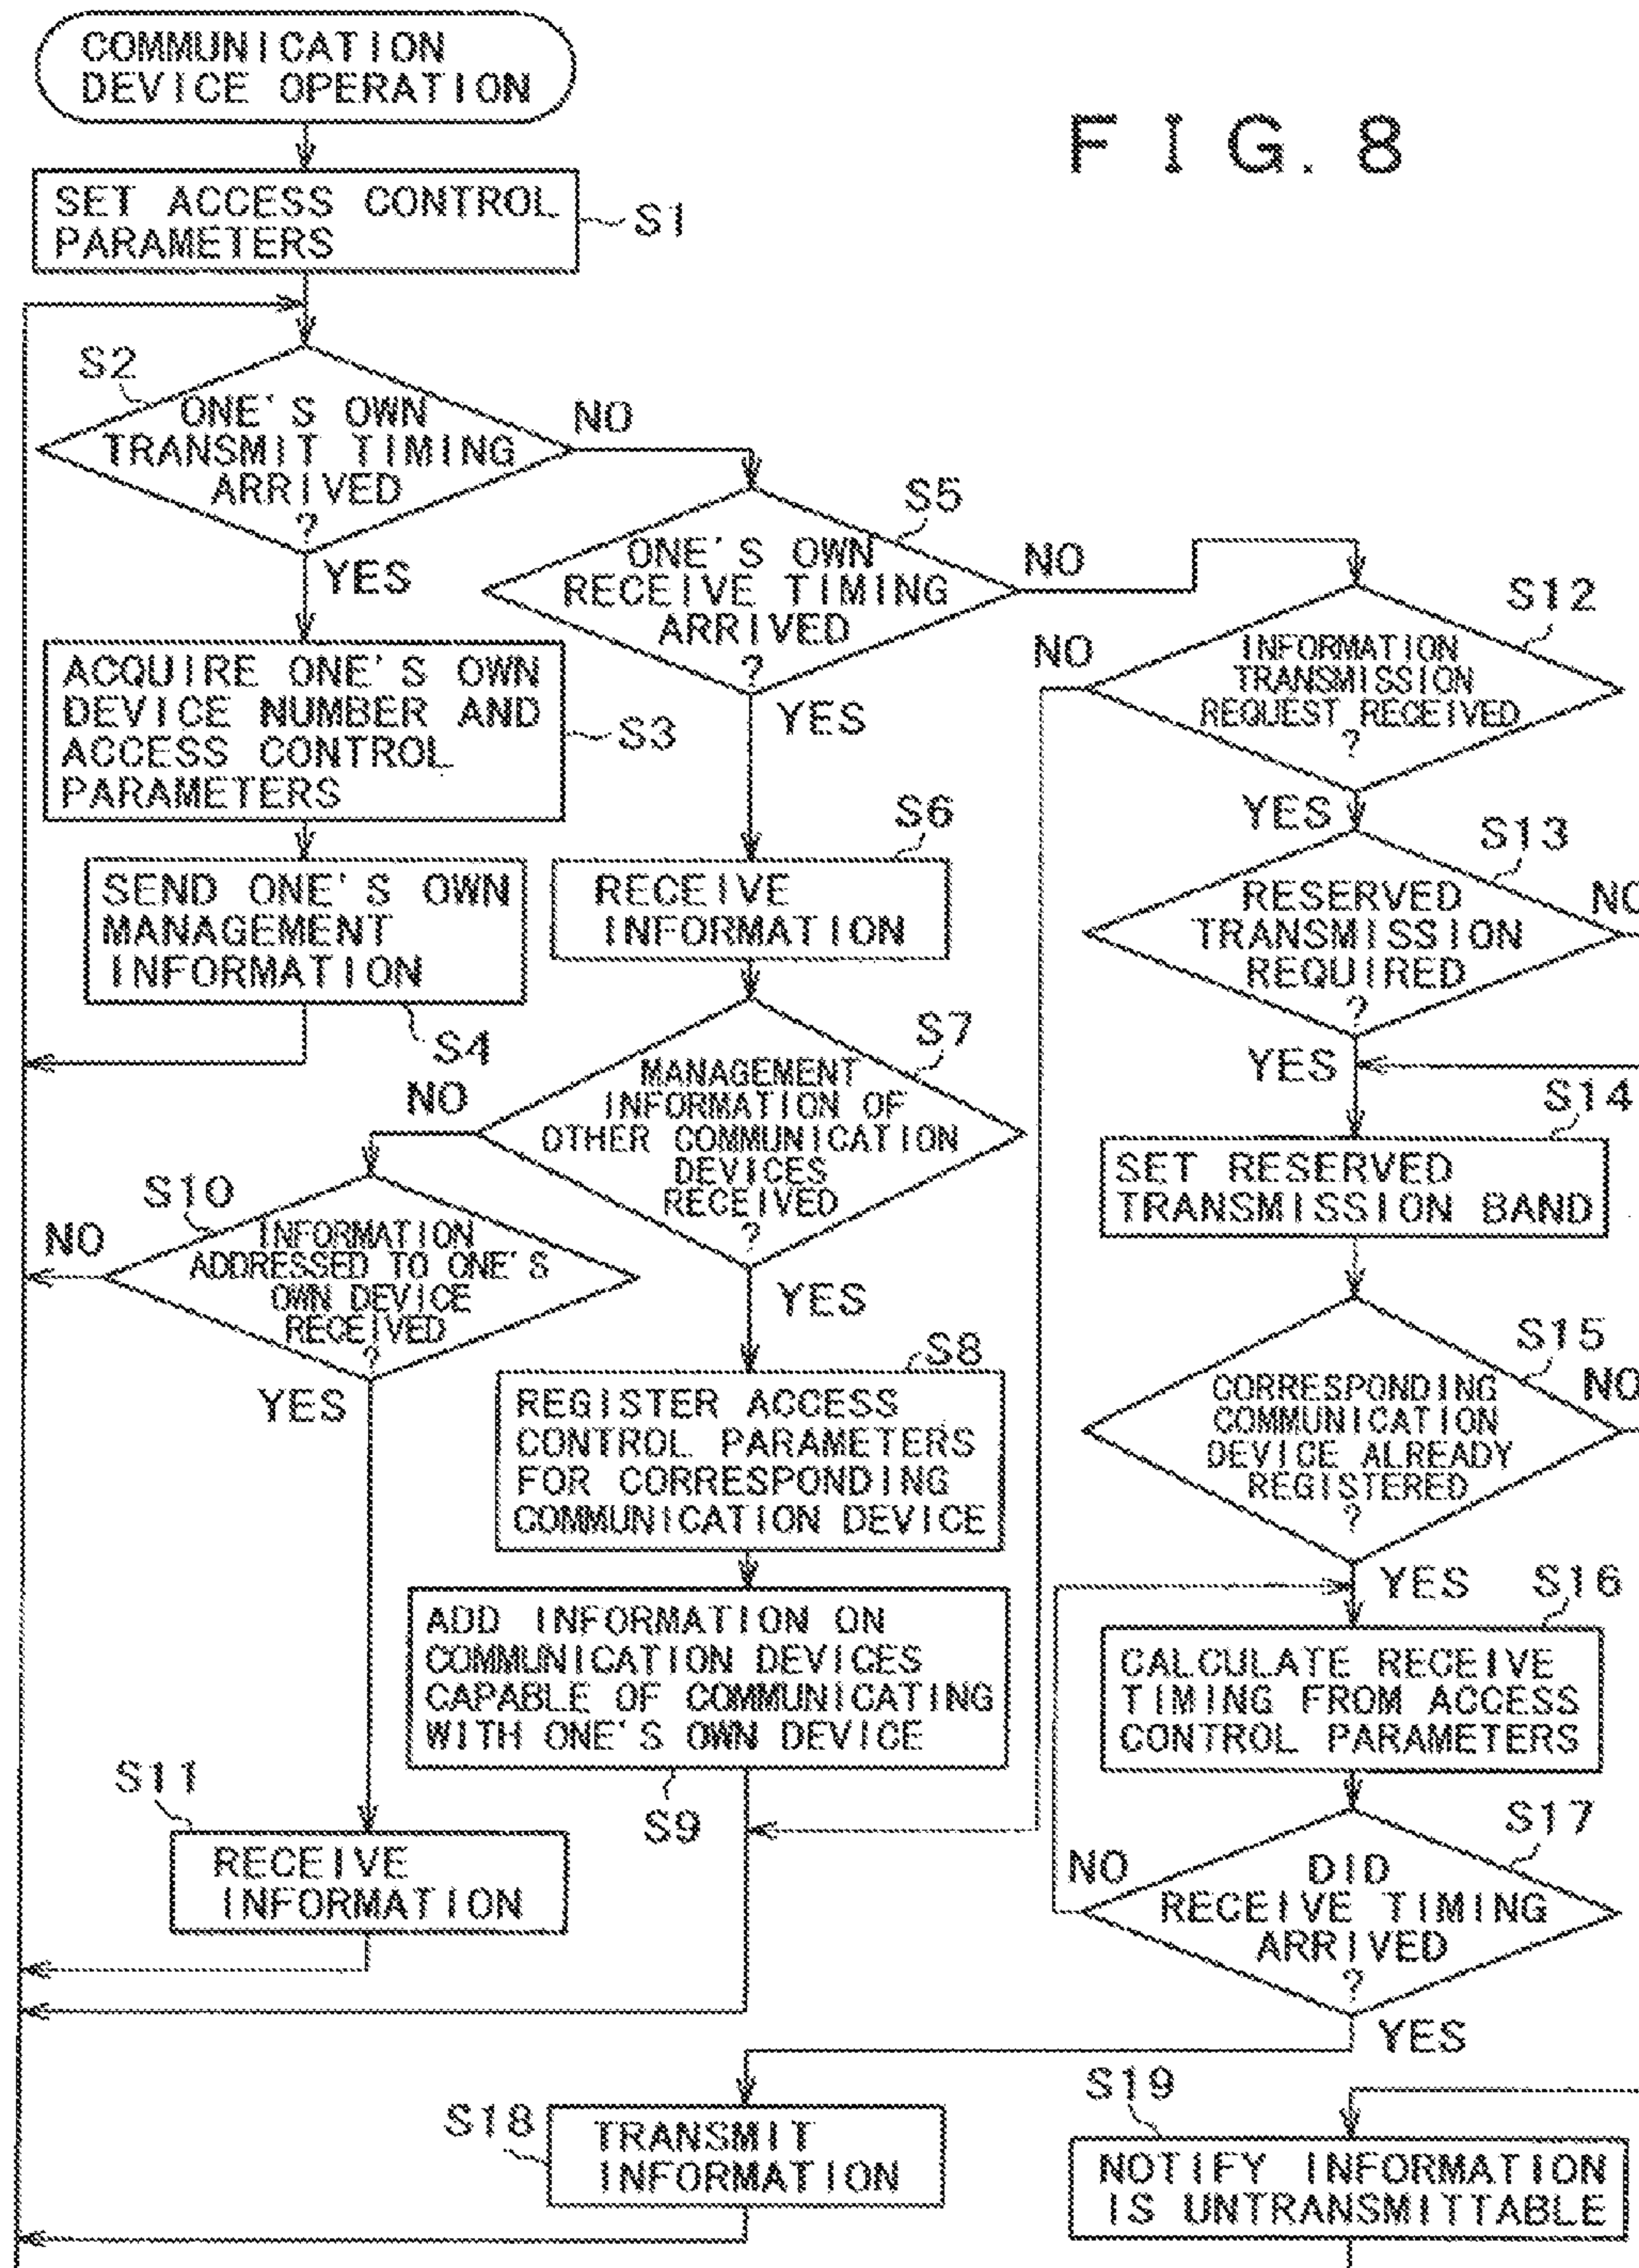 COMMUNICATION
DEVICE OPERATION
FIG. 8
SET ACCESS CONTROL
PARAMETERS
S1
S2
ONE'S OWN
TRANSMIT TIMING
ARRIVED
?
NO
YES
S5
ONE'S OWN
RECEIVE TIMING
ARRIVED
?
NO
YES
ACQUIRE ONE'S OWN
DEVICE NUMBER AND
ACCESS CONTROL
PARAMETERS
S3
SEND ONE'S OWN
MANAGEMENT
INFORMATION
S4
S6
RECEIVE
INFORMATION
S7
MANAGEMENT
INFORMATION OF
OTHER COMMUNICATION
DEVICES
RECEIVED
?
NO
YES
S10
INFORMATION
ADDRESSED TO ONE'S
OWN DEVICE
RECEIVED
?
NO
YES
S8
REGISTER ACCESS
CONTROL PARAMETERS
FOR CORRESPONDING
COMMUNICATION DEVICE
ADD INFORMATION ON
COMMUNICATION DEVICES
CAPABLE OF COMMUNICATING
WITH ONE'S OWN DEVICE
S9
S11
RECEIVE
INFORMATION
S12
INFORMATION
TRANSMISSION
REQUEST RECEIVED
?
NO
YES
S13
RESERVED
TRANSMISSION
REQUIRED
?
NO
YES
S14
SET RESERVED
TRANSMISSION BAND
S15
CORRESPONDING
COMMUNICATION
DEVICE ALREADY
REGISTERED
?
NO
YES
S16
CALCULATE RECEIVE
TIMING FROM ACCESS
CONTROL PARAMETERS
S17
DID
RECEIVE TIMING
ARRIVED
?
NO
YES
S18
TRANSMIT
INFORMATION
S19
NOTIFY INFORMATION
IS UNTRANSMITTABLE